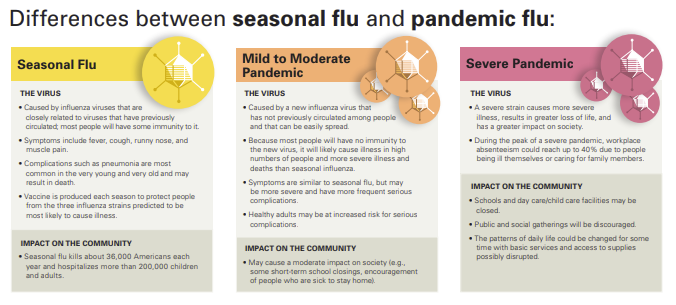 Differences between seasonal flu and pandemic flu:
Seasonal Flu
THE VIRUS
• Caused by influenza viruses that are
closely related to viruses that have previously
circulated; most people will have some immunity to it.
• Symptoms include fever, cough, runny nose, and
muscle pain.
• Complications such as pneumonia are most
common in the very young and very old and may
result in death.
• Vaccine is produced each season to protect people
from the three influenza strains predicted to be
most likely to cause illness.
IMPACT ON THE COMMUNITY
• Seasonal flu kills about 36,000 Americans each
year and hospitalizes more than 200,000 children
and adults.
Mild to Moderate
Pandemic
THE VIRUS
• Caused by a new influenza virus that
has not previously circulated among people
and that can be easily spread.
• Because most people will have no immunity to
the new virus, it will likely cause illness in high
numbers of people and more severe illness and
deaths than seasonal influenza.
• Symptoms are similar to seasonal flu, but may
be more severe and have more frequent serious
complications.
• Healthy adults may be at increased risk for serious
complications.
IMPACT ON THE COMMUNITY
• May cause a moderate impact on society (e.g.,
some short-term school closings, encouragement
of people who are sick to stay home).
Severe Pandemic
THE VIRUS
• A severe strain causes more severe
illness, results in greater loss of life, and
has a greater impact on society.
• During the peak of a severe pandemic, workplace
absenteeism could reach up to 40% due to people
being ill themselves or caring for family members.
IMPACT ON THE COMMUNITY
• Schools and day care/child care facilities may be
closed.
• Public and social gatherings will be discouraged.
• The patterns of daily life could be changed for some
time with basic services and access to supplies
possibly disrupted.